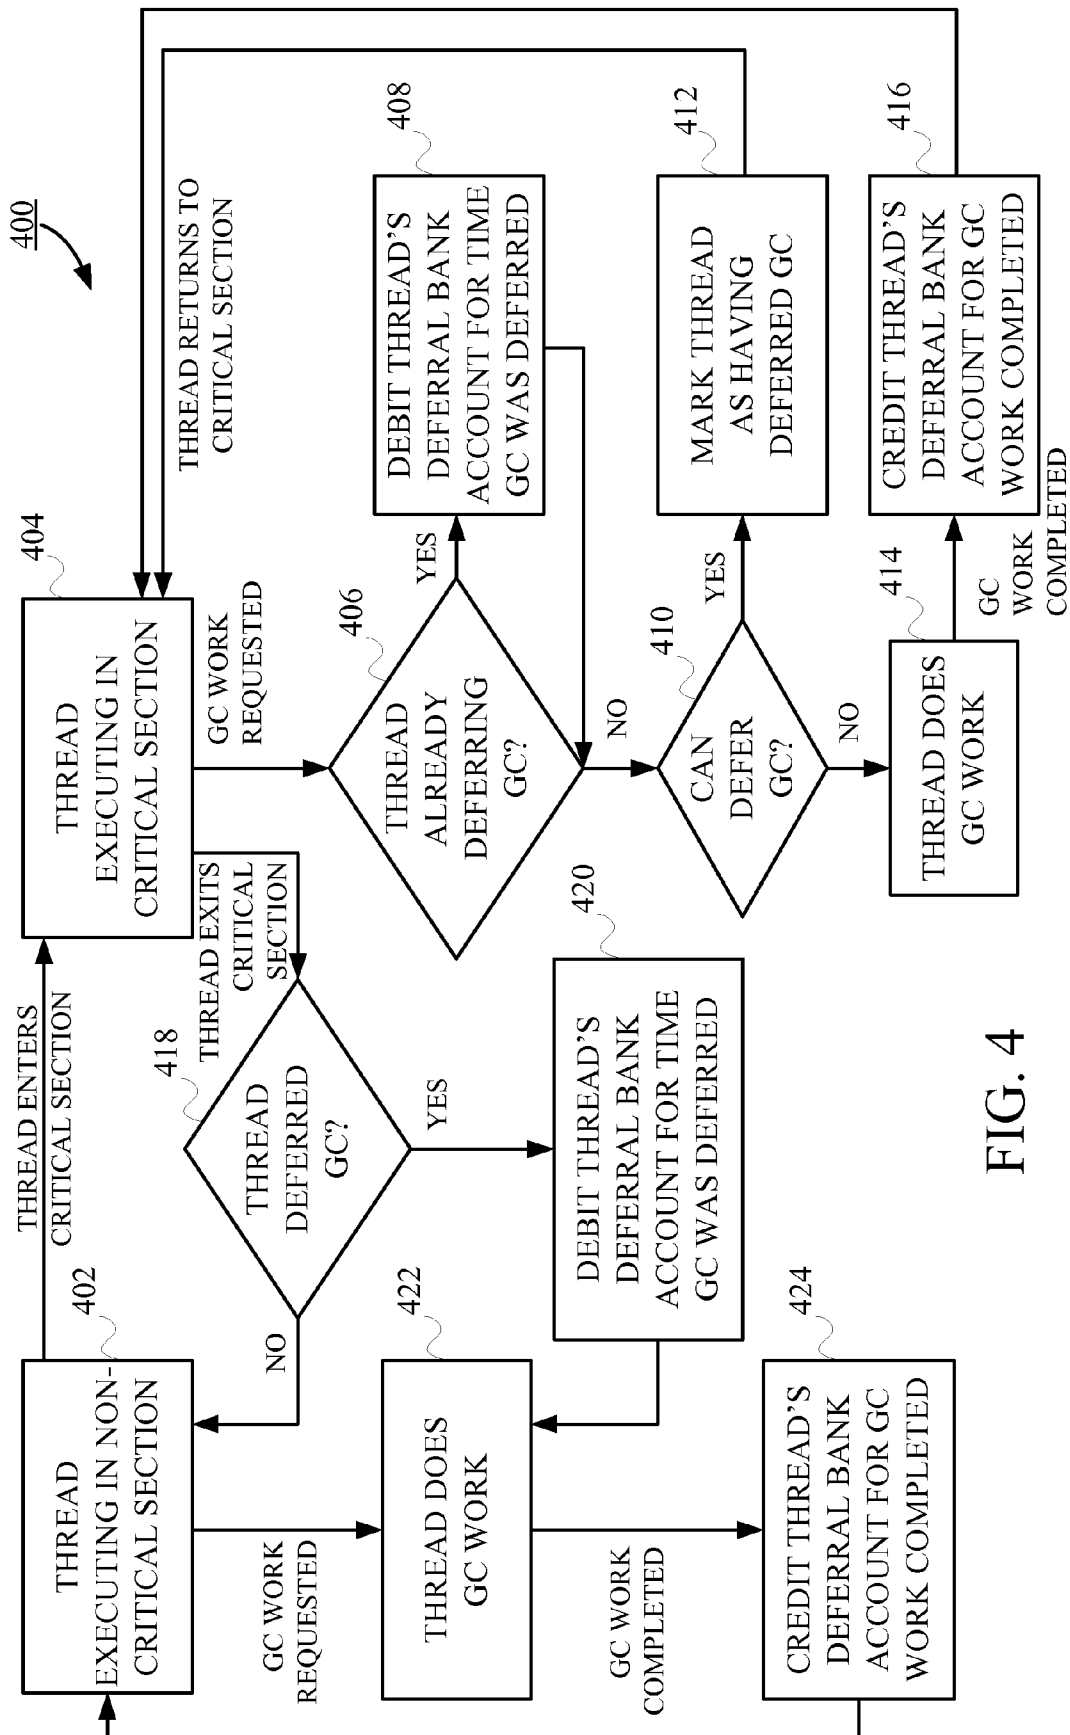 400
402
THREAD
EXECUTING IN NON-
CRITICAL SECTION
THREAD ENTERS
CRITICAL SECTION
404
THREAD
EXECUTING IN
CRITICAL SECTION
THREAD RETURNS TO
CRITICAL SECTION
GC WORK
REQUESTED
THREAD EXITS
CRITICAL
SECTION
406
THREAD
ALREADY
DEFERRING
GC?
YES
NO
408
DEBIT THREAD'S
DEFERRAL BANK
ACCOUNT FOR TIME
GC WAS DEFERRED
410
CAN
DEFER
GC?
YES
NO
412
MARK THREAD
AS HAVING
DEFERRED GC
414
THREAD DOES
GC WORK
GC
WORK
COMPLETED
416
CREDIT THREAD'S
DEFERRAL BANK
ACCOUNT FOR GC
WORK COMPLETED
418
THREAD
DEFERRED
GC?
NO
YES
420
DEBIT THREAD'S
DEFERRAL BANK
ACCOUNT FOR TIME
GC WAS DEFERRED
GC WORK
REQUESTED
422
THREAD DOES
GC WORK
GC WORK
COMPLETED
424
CREDIT THREAD'S
DEFERRAL BANK
ACCOUNT FOR GC
WORK COMPLETED
FIG. 4